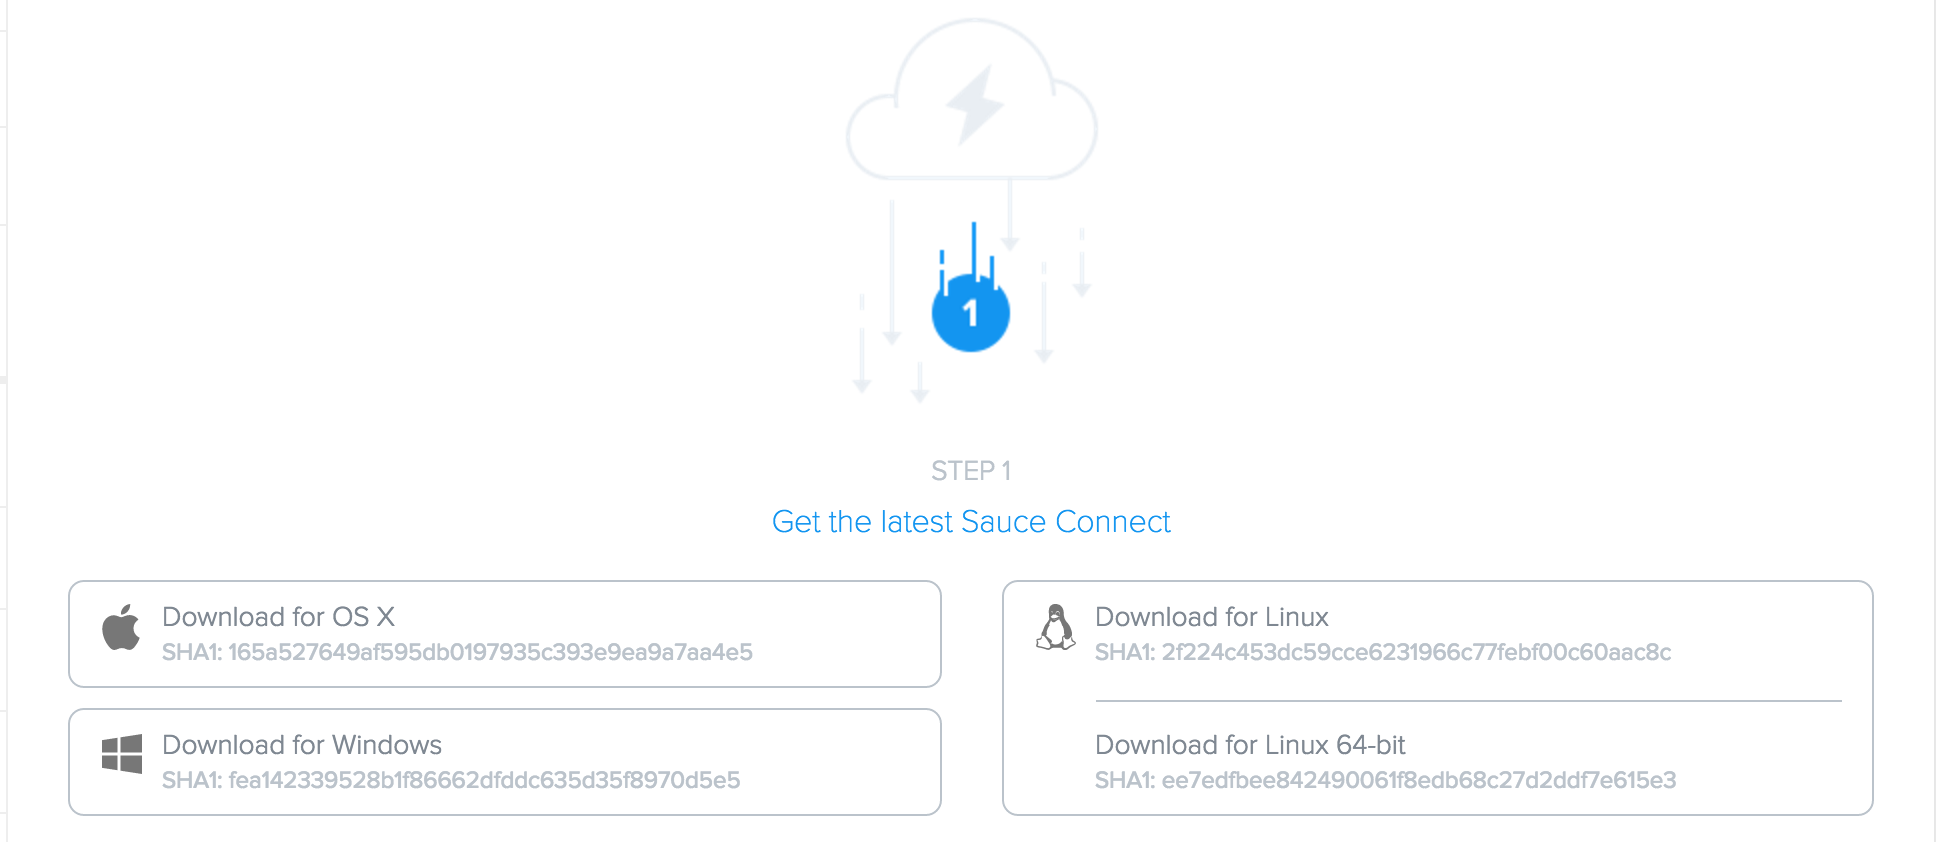 1
STEP 1
Get the latest Sauce Connect
Download for OS X
SHA1: 165a527649af595db0197935c393e9ea9a7aa4e5
Download for Windows
SHA1: fea142339528b1f86662dfddc635d35f8970d5e5
Download for Linux
SHA1: 2f224c453dc59cce6231966c77febf00c60aac8c
Download for Linux 64-bit
SHA1: ee7edfbee842490061f8edb68c27d2ddf7e615e3